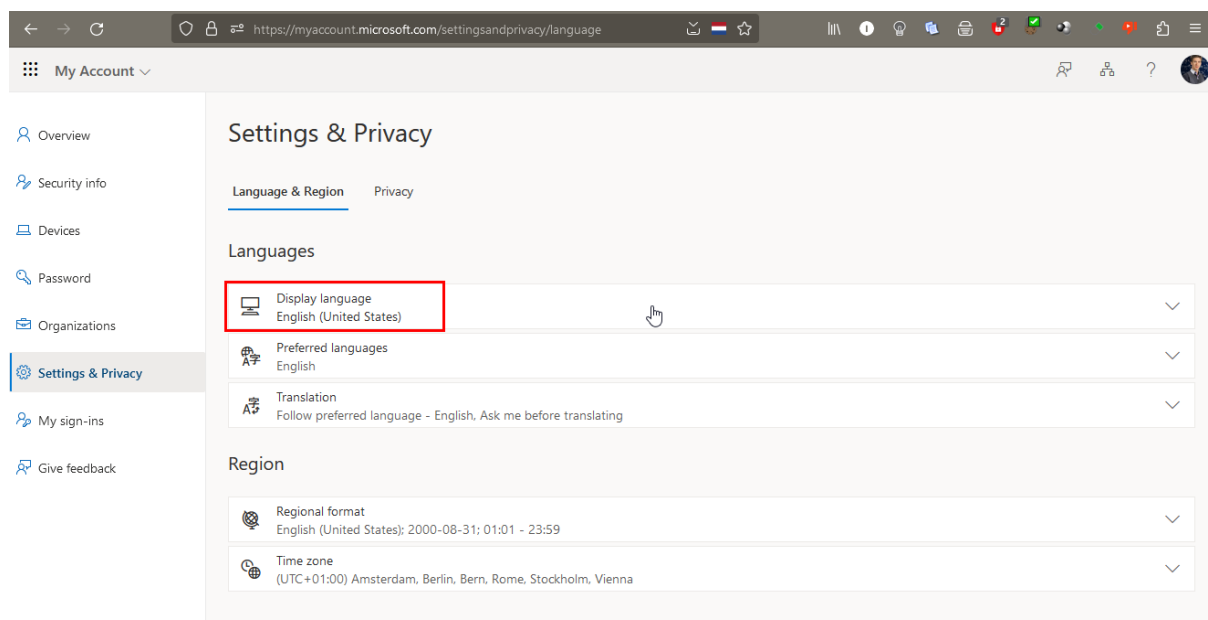 https://myaccount.microsoft.com/settingsandprivacy/language
2
My Account
?
Overview
Security info
Devices
Password
Organizations
Settings & Privacy
My sign-ins
Give feedback
Settings & Privacy
Language & Region
Privacy
Languages
Display language
English (United States)
Preferred languages
English
Translation
Follow preferred language - English, Ask me before translating
Region
Regional format
English (United States); 2000-08-31; 01:01 - 23:59
Time zone
(UTC+01:00) Amsterdam, Berlin, Bern, Rome, Stockholm, Vienna